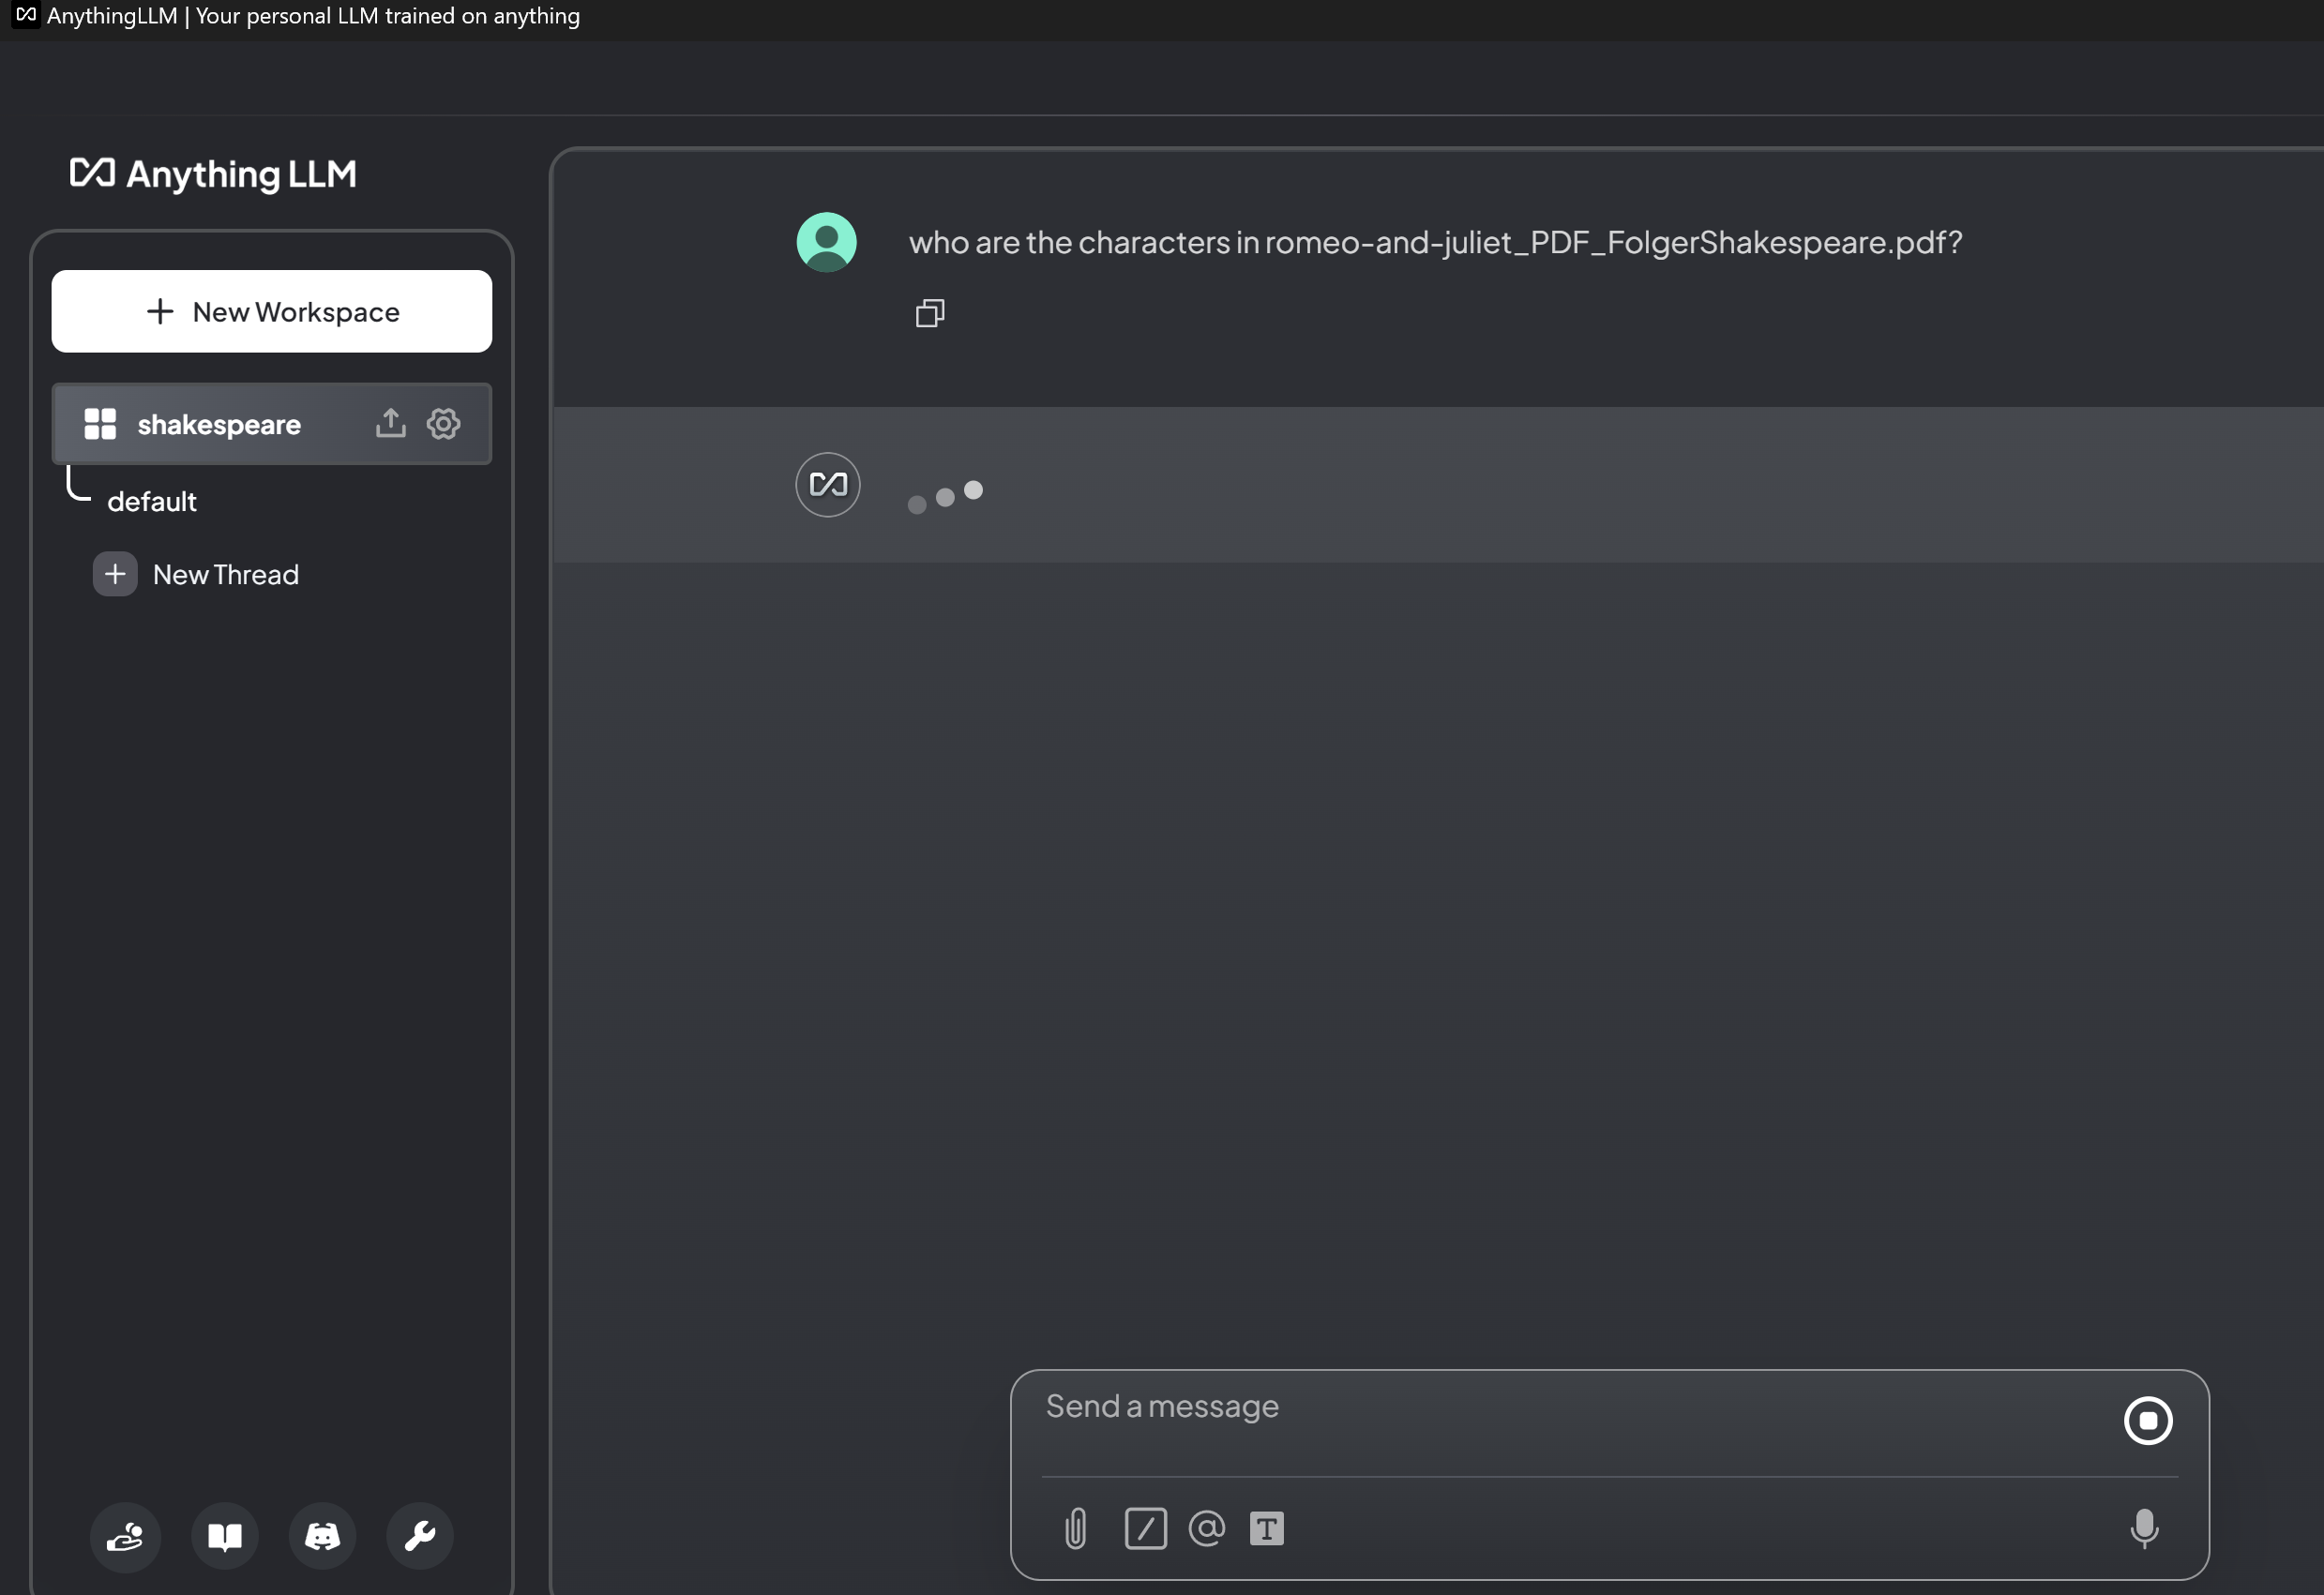 AnythingLLM | Your personal LLM trained on anything
Anything LLM
New Workspace
shakespeare
default
New Thread
who are the characters in romeo-and-juliet_PDF_FolgerShakespeare.pdf?
Send a message